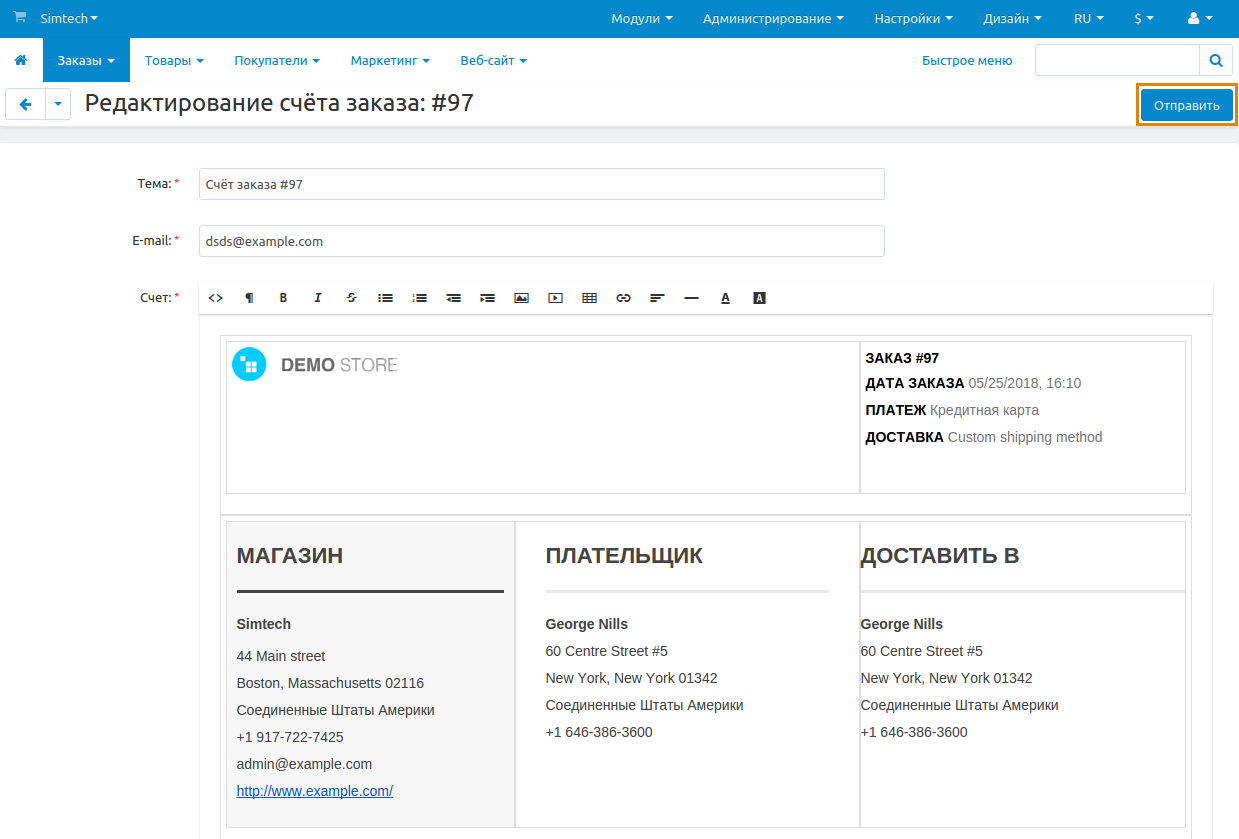 Simtech
Модули Администрирование Настройки Дизайн RU $
Заказы Товары Покупатели Маркетинг Веб-сайт Быстрое меню
Редактирование счёта заказа: #97 Отправить
Тема: * Счёт заказа #97
E-mail: * dsds@example.com
Счет: *
DEMO STORE
ЗАКАЗ #97
ДАТА ЗАКАЗА 05/25/2018, 16:10
ПЛАТЕЖ Кредитная карта
ДОСТАВКА Custom shipping method
МАГАЗИН
Simtech
44 Main street
Boston, Massachusetts 02116
Соединенные Штаты Америки
+1 917-722-7425
admin@example.com
http://www.example.com/
ПЛАТЕЛЬЩИК
George Nills
60 Centre Street #5
New York, New York 01342
Соединенные Штаты Америки
+1 646-386-3600
ДОСТАВИТЬ В
George Nills
60 Centre Street #5
New York, New York 01342
Соединенные Штаты Америки
+1 646-386-3600